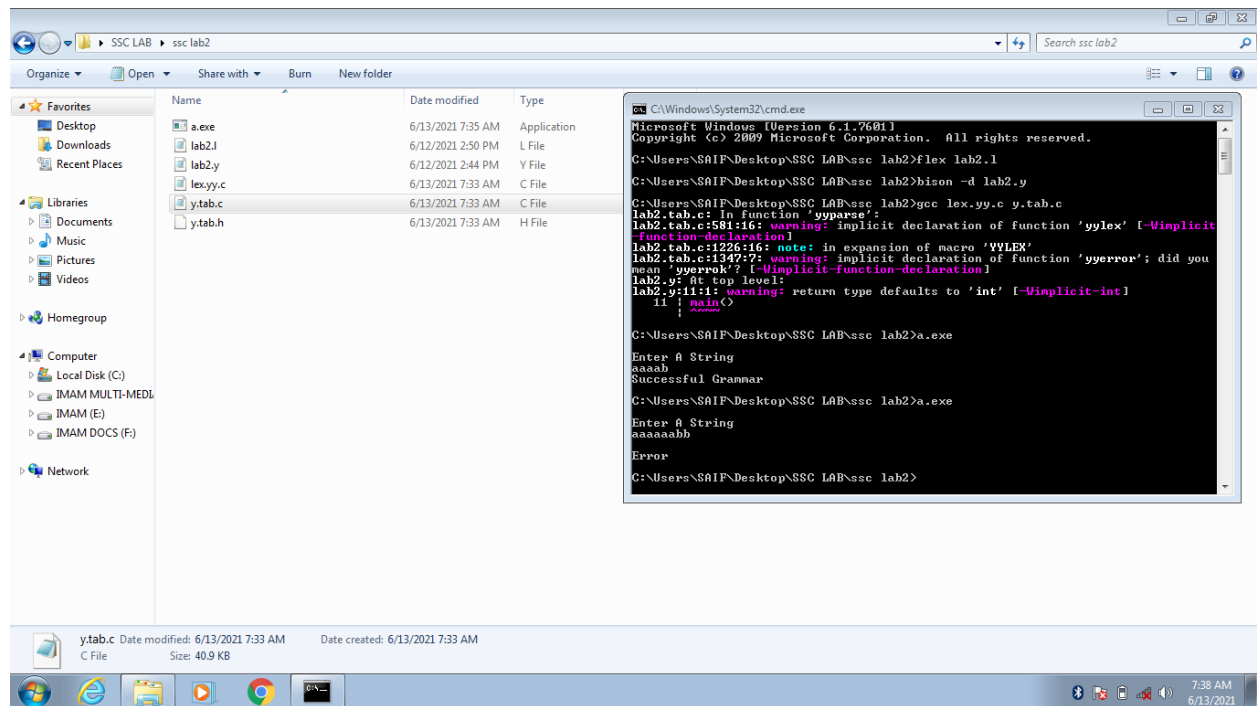 SSC LAB ssc lab2
Search ssc lab2
Organize Open Share with Burn New folder
Favorites
Desktop
Downloads
Recent Places
Libraries
Documents
Music
Pictures
Videos
Homegroup
Computer
Local Disk (C:)
IMAM MULTI-MEDI
IMAM (E:)
IMAM DOCS (F:)
Network
Name Date modified Type
a.exe 6/13/2021 7:35 AM Application
lab2.l 6/12/2021 2:50 PM L File
lab2.y 6/12/2021 2:44 PM Y File
lex.yy.c 6/13/2021 7:33 AM C File
y.tab.c 6/13/2021 7:33 AM C File
y.tab.h 6/13/2021 7:33 AM H File
C:\Windows\System32\cmd.exe
Microsoft Windows [Version 6.1.7601]
Copyright (c) 2009 Microsoft Corporation. All rights reserved.
C:\Users\SAIF\Desktop\SSC LAB\ssc lab2>flex lab2.l
C:\Users\SAIF\Desktop\SSC LAB\ssc lab2>bison -d lab2.y
C:\Users\SAIF\Desktop\SSC LAB\ssc lab2>gcc lex.yy.c y.tab.c
lab2.tab.c: In function 'yyparse':
lab2.tab.c:581:16: warning: implicit declaration of function 'yylex' [-Wimplicit
-function-declaration]
lab2.tab.c:1226:16: note: in expansion of macro 'YYLEX'
lab2.tab.c:1347:7: warning: implicit declaration of function 'yyerror'; did you
mean 'yyerrok'? [-Wimplicit-function-declaration]
lab2.y: At top level:
lab2.y:11:1: warning: return type defaults to 'int' [-Wimplicit-int]
11 | main()
| ^~~~
C:\Users\SAIF\Desktop\SSC LAB\ssc lab2>a.exe
Enter A String
aaaab
Successful Grammar
C:\Users\SAIF\Desktop\SSC LAB\ssc lab2>a.exe
Enter A String
aaaaaabb
Error
C:\Users\SAIF\Desktop\SSC LAB\ssc lab2>
y.tab.c Date modified: 6/13/2021 7:33 AM Date created: 6/13/2021 7:33 AM
C File Size: 40.9 KB
C:\
7:38 AM
6/13/2021